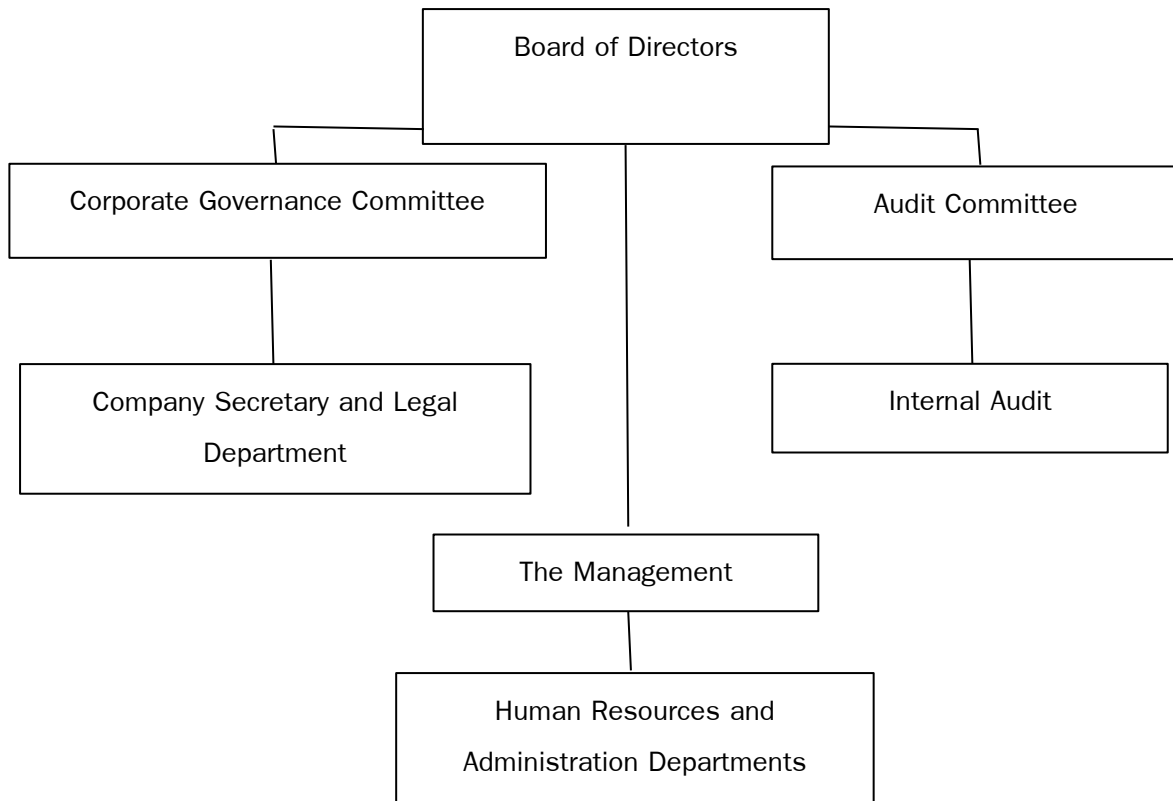 Board of Directors
Corporate Governance Committee
Audit Committee
Company Secretary and Legal
Department
Internal Audit
The Management
Human Resources and
Administration Departments